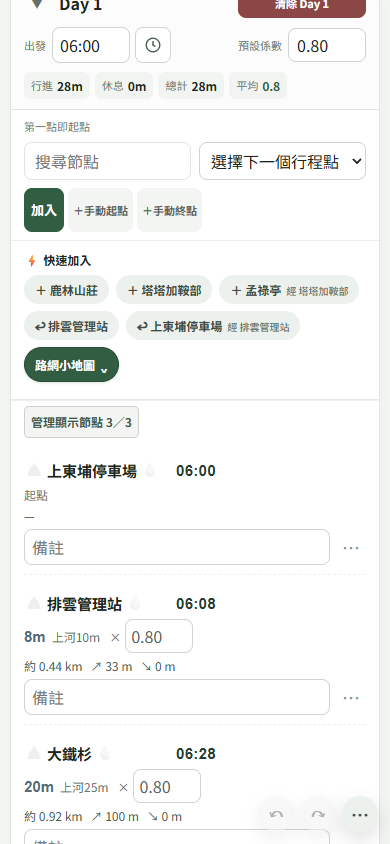 ▼ Day 1 清除 Day 1
出發 06:00 預設係數 0.80
行進 28m 休息 0m 總計 28m 平均 0.8
第一點即起點
搜尋節點 選擇下一個行程點
加入 +手動起點 +手動終點
快速加入
+ 鹿林山莊 + 塔塔加鞍部 + 孟祿亭 經 塔塔加鞍部
↩ 排雲管理站 ↩ 上東埔停車場 經 排雲管理站
路網小地圖
管理顯示節點 3／3
上東埔停車場 06:00
起點
—
備註 ⋯
排雲管理站 06:08
8m 上河10m × 0.80
約 0.44 km ↗ 33 m ↘ 0 m
備註 ⋯
大鐵杉 06:28
20m 上河25m × 0.80
約 0.92 km ↗ 100 m ↘ 0 m
備註